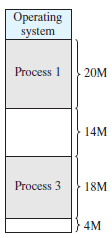 Operating
system
Process 1
20M
14M
Process 3
18M
4M